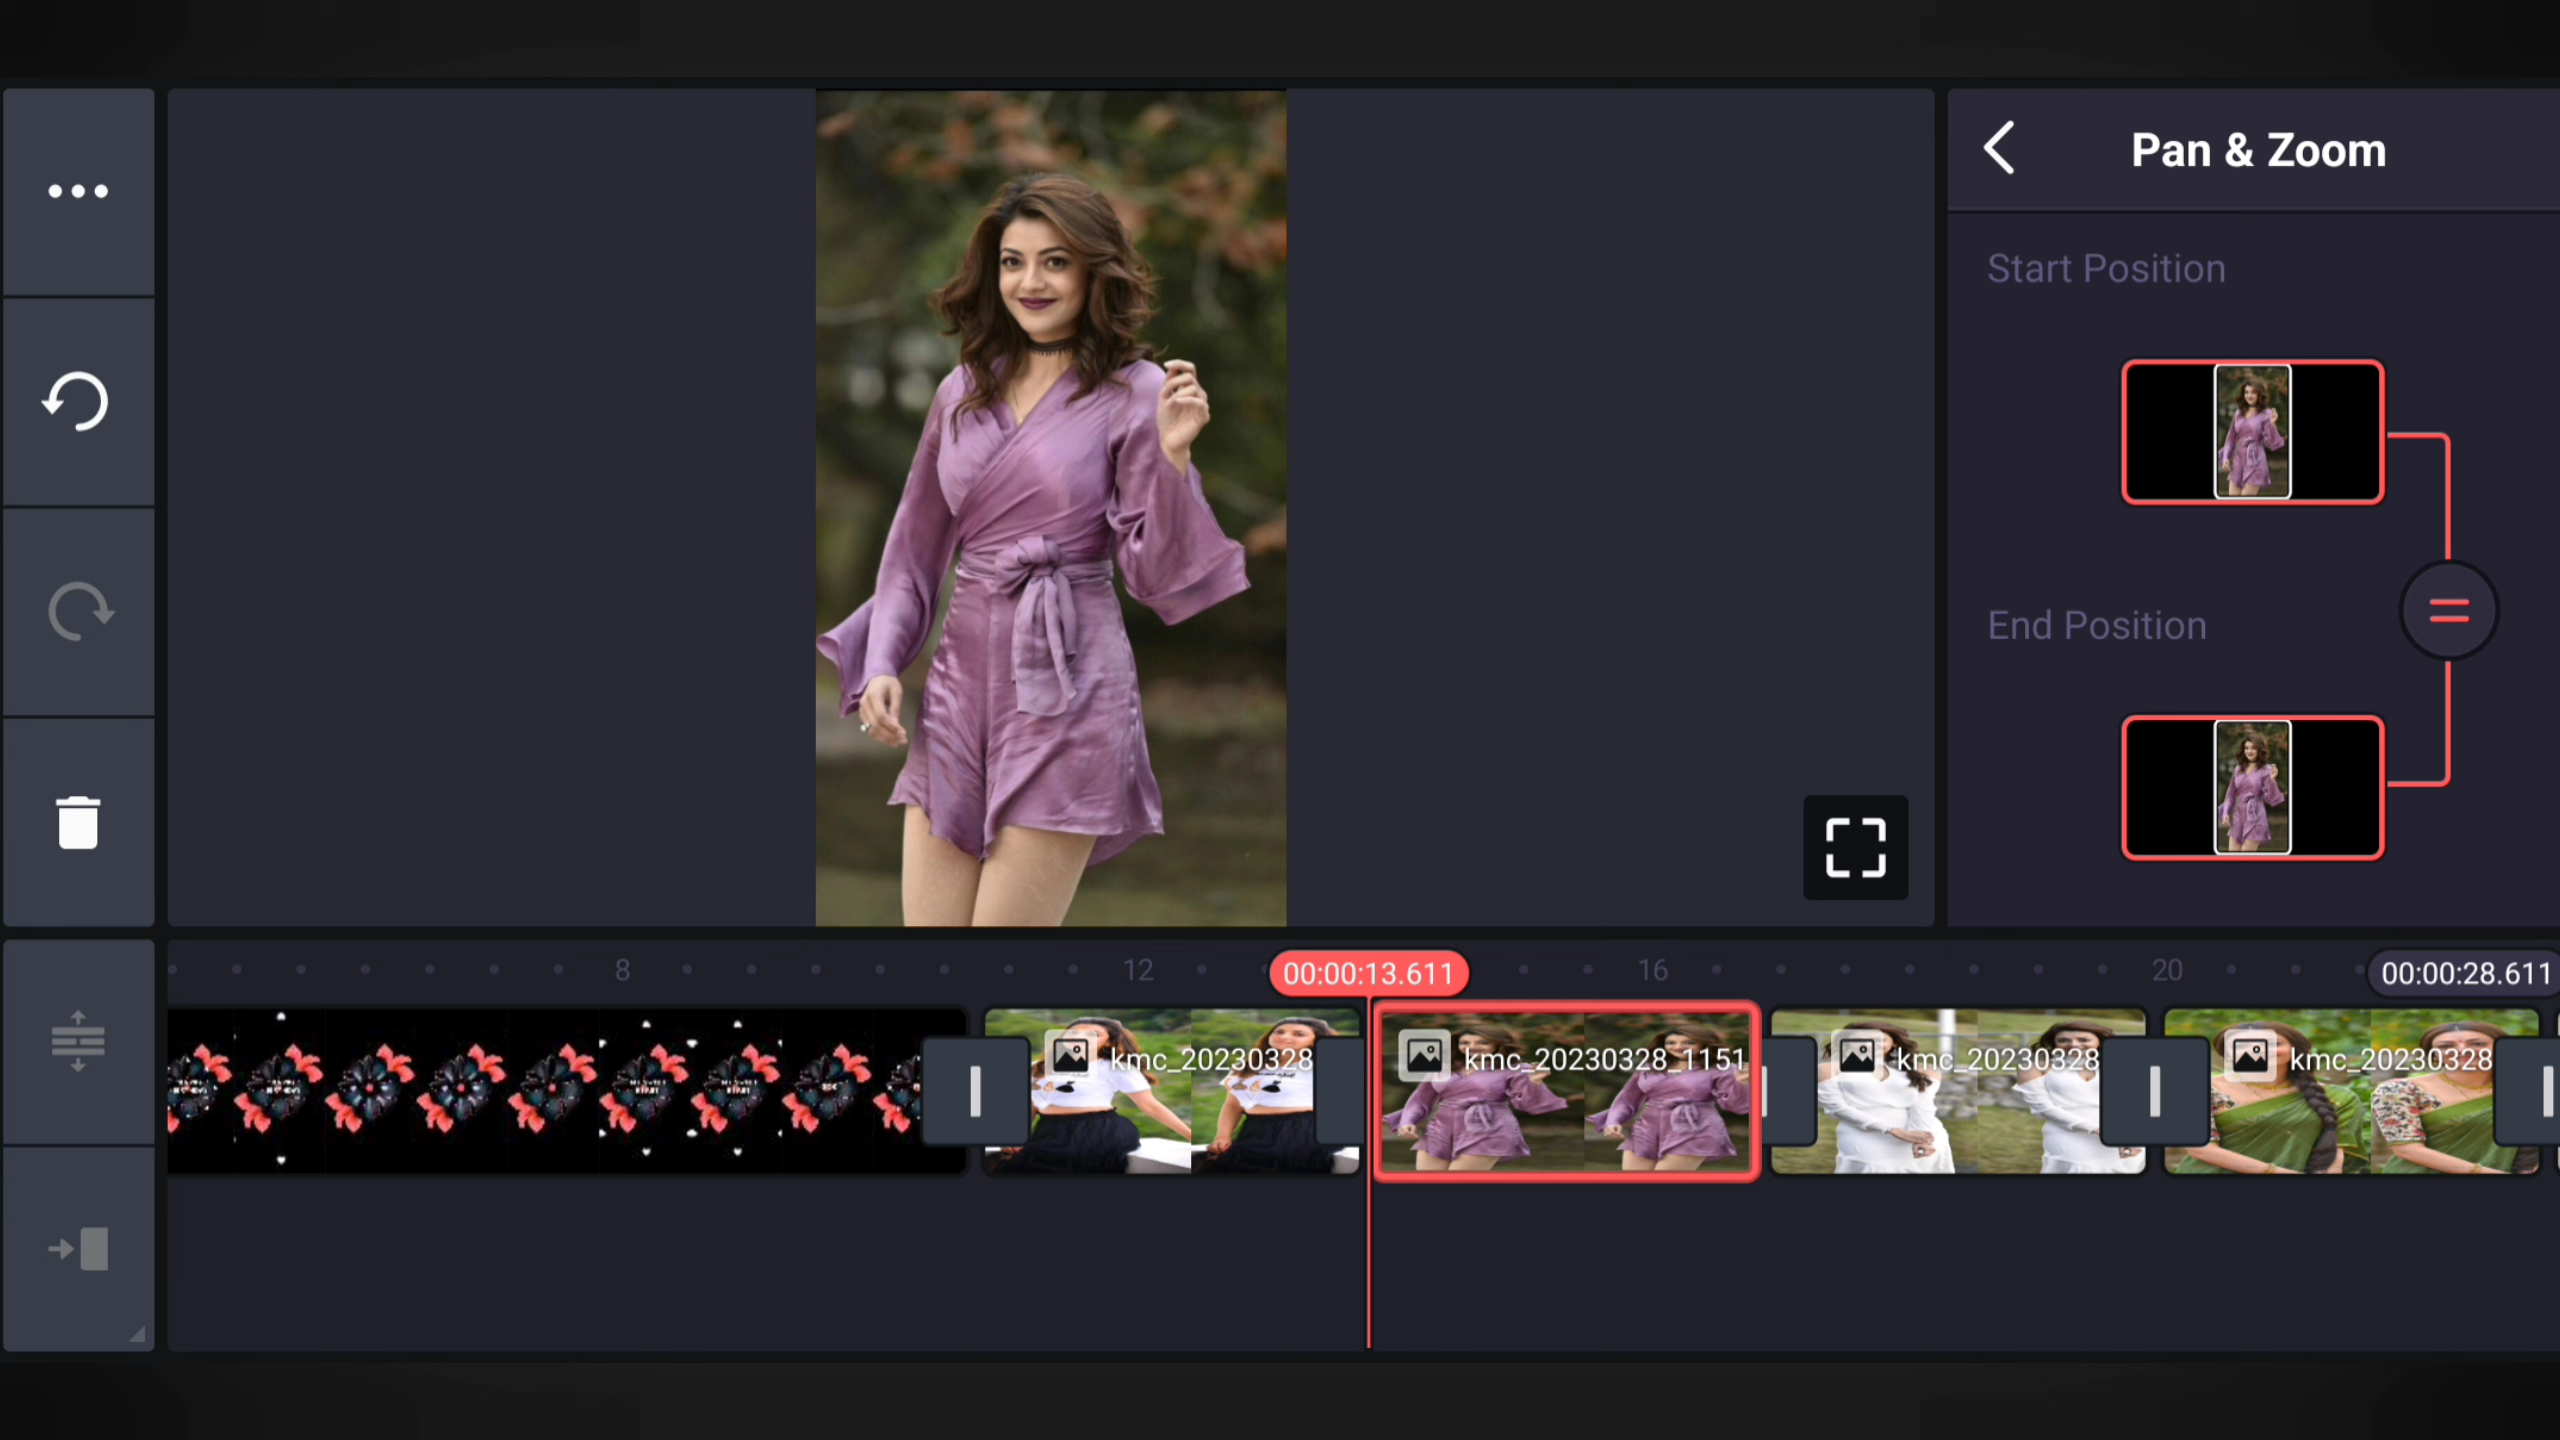 Pan & Zoom
Start Position
End Position
8
12
00:00:13.611
16
20
00:00:28.611
kmc_20230328
kmc_20230328_1151
kmc_20230328
kmc_20230328